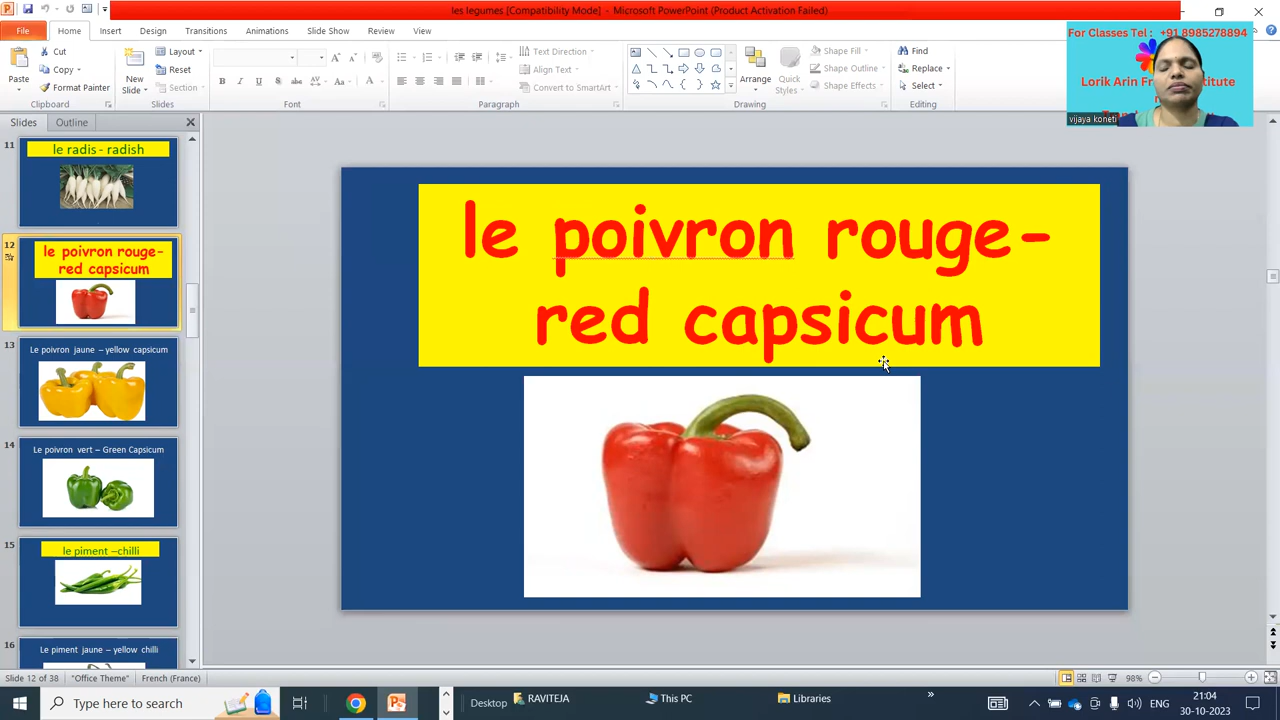 les legumes [Compatibility Mode] - Microsoft PowerPoint (Product Activation Failed)
File Home Insert Design Transitions Animations Slide Show Review View
Paste
Cut
Copy
Format Painter
Clipboard
New Slide
Layout
Reset
Section
Slides
Font
Text Direction
Align Text
Convert to SmartArt
Paragraph
Arrange
Quick Styles
Shape Fill
Shape Outline
Shape Effects
Drawing
Find
Replace
Select
Editing
For Classes Tel : +91 8985278894
Lorik Arin
vijaya koneti
Slides Outline
11
le radis - radish
12
le poivron rouge-
red capsicum
13
Le poivron jaune – yellow capsicum
14
Le poivron vert – Green Capsicum
15
le piment –chilli
16
Le piment jaune – yellow chilli
le poivron rouge-
red capsicum
Slide 12 of 38 "Office Theme" French (France) 98%
Type here to search
Desktop RAVITEJA This PC Libraries
ENG
21:04
30-10-2023